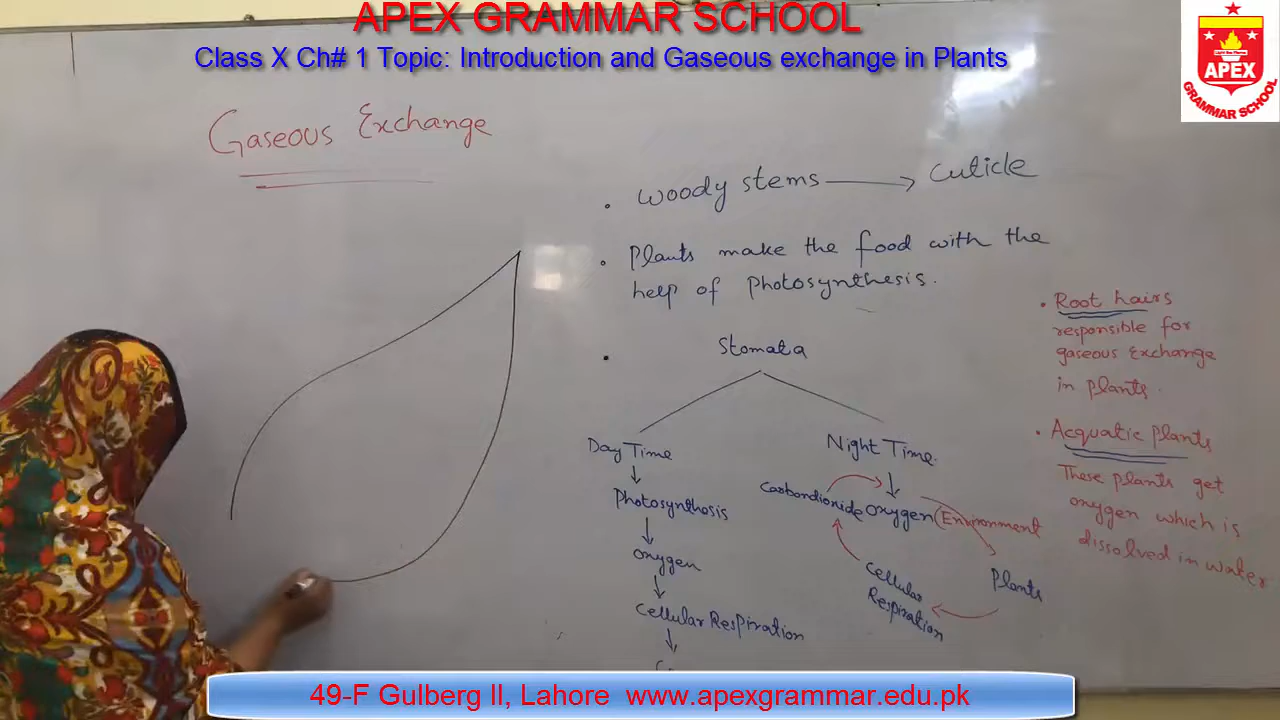 APEX GRAMMAR SCHOOL
Class X Ch# 1 Topic: Introduction and Gaseous exchange in Plants
Light the Flame
APEX
GRAMMAR SCHOOL
Gaseous Exchange
• Woody stems → Cuticle
• Plants make the food with the
help of Photosynthesis.
• Stomata
Day Time
Photosynthesis
Oxygen
Cellular Respiration
Night Time.
Carbondioxide Oxygen (Environment
Plants
Cellular
Respiration
• Root hairs
responsible for
gaseous Exchange
in plants.
• Acquatic Plants
These plants get
oxygen which is
dissolved in water
49-F Gulberg II, Lahore www.apexgrammar.edu.pk